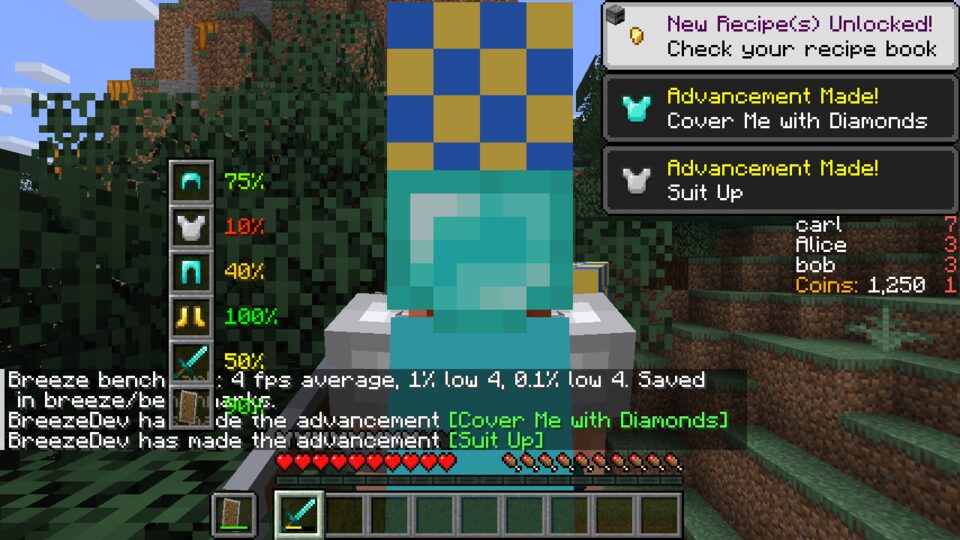 New Recipe(s) Unlocked!
Check your recipe book
Advancement Made!
Cover Me with Diamonds
Advancement Made!
Suit Up
carl 7
Alice 3
bob 3
Coins: 1,250 1
75%
10%
40%
100%
50%
90%
Breeze bench : 4 fps average, 1% low 4, 0.1% low 4. Saved
in breeze/be marks.
BreezeDev ha de the advancement [Cover Me with Diamonds]
BreezeDev has made the advancement [Suit Up]